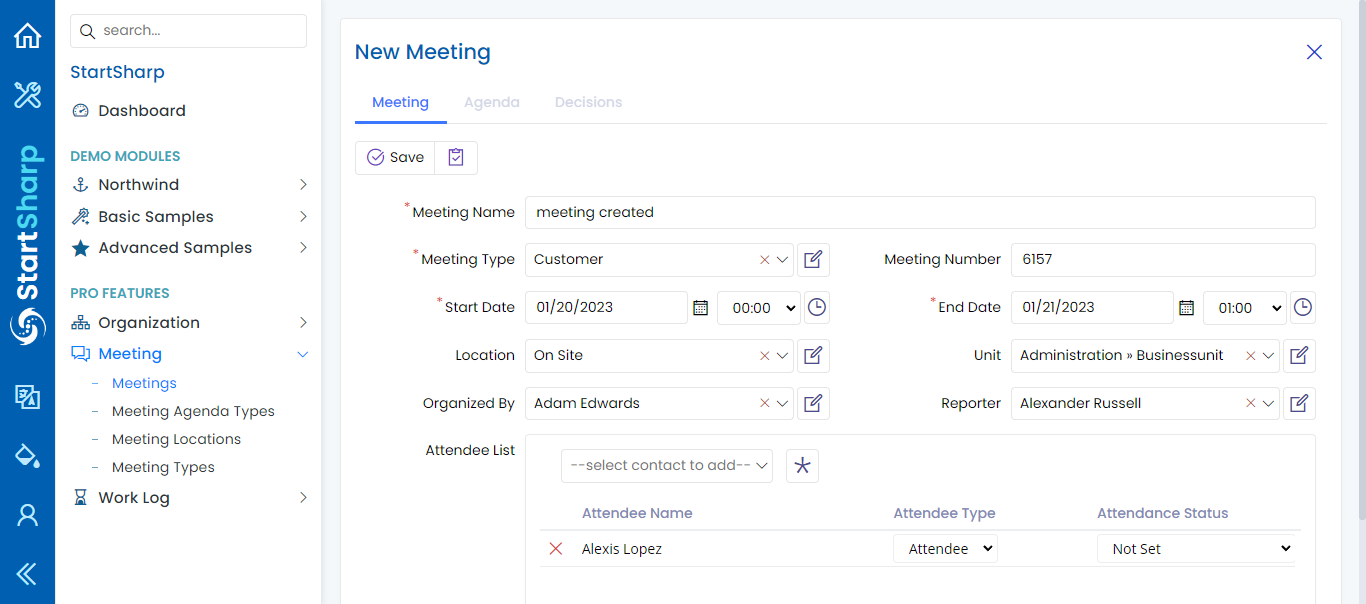 StartSharp
search...
StartSharp
Dashboard
DEMO MODULES
Northwind
Basic Samples
Advanced Samples
PRO FEATURES
Organization
Meeting
– Meetings
– Meeting Agenda Types
– Meeting Locations
– Meeting Types
Work Log
New Meeting
Meeting Agenda Decisions
Save
*Meeting Name meeting created
*Meeting Type Customer Meeting Number 6157
*Start Date 01/20/2023 00:00 *End Date 01/21/2023 01:00
Location On Site Unit Administration » Businessunit
Organized By Adam Edwards Reporter Alexander Russell
Attendee List --select contact to add--
Attendee Name Attendee Type Attendance Status
Alexis Lopez Attendee Not Set